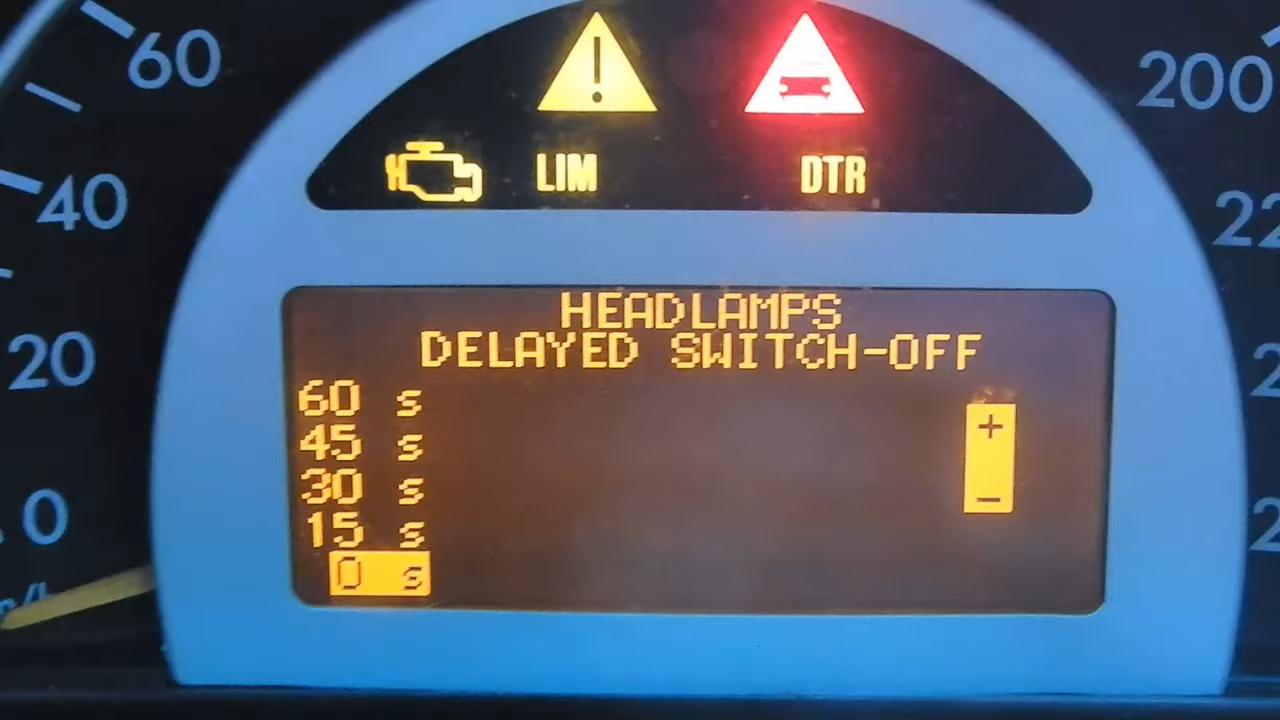 60
200
LIM
DTR
40
HEADLAMPS
DELAYED SWITCH-OFF
20
60 s
45 s
+
30 s
–
15 s
0
0 s